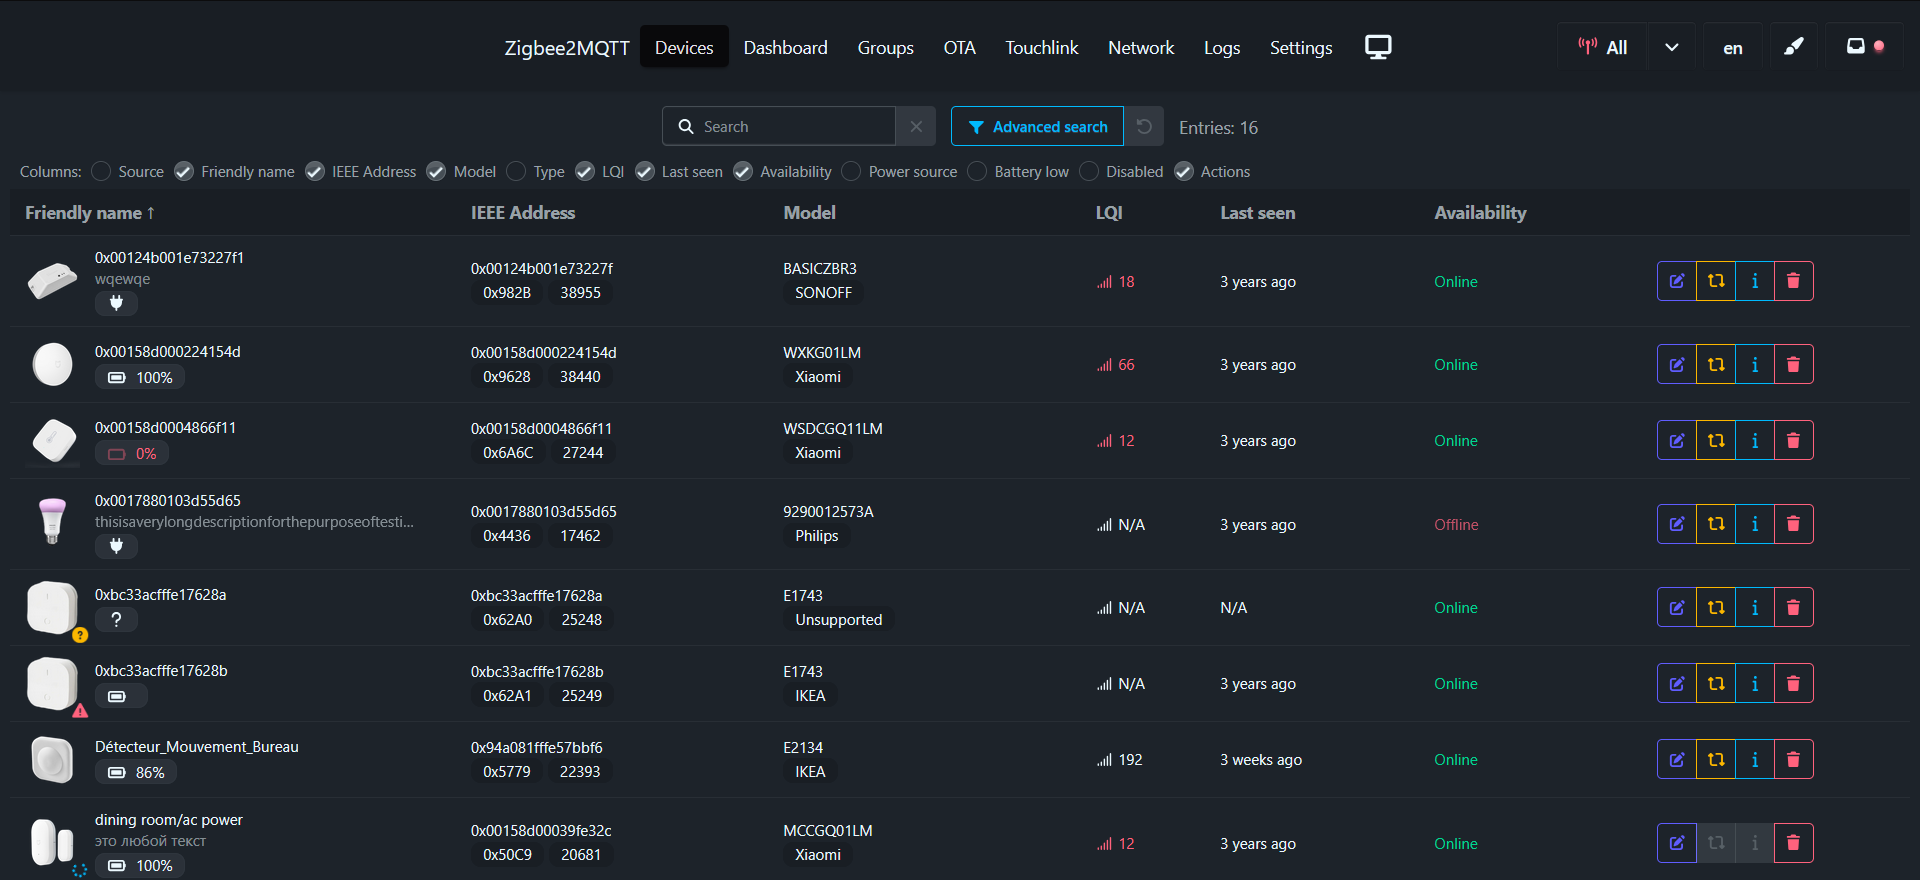 Zigbee2MQTT Devices Dashboard Groups OTA Touchlink Network Logs Settings All en
Search Advanced search Entries: 16
Columns: Source Friendly name IEEE Address Model Type LQI Last seen Availability Power source Battery low Disabled Actions
Friendly name ↑ IEEE Address Model LQI Last seen Availability
0x00124b001e73227f1
wqewqe
0x00124b001e73227f
0x982B 38955
BASICZBR3
SONOFF
18 3 years ago Online
0x00158d000224154d
100%
0x00158d000224154d
0x9628 38440
WXKG01LM
Xiaomi
66 3 years ago Online
0x00158d0004866f11
0%
0x00158d0004866f11
0x6A6C 27244
WSDCGQ11LM
Xiaomi
12 3 years ago Online
0x0017880103d55d65
thisisaverylongdescriptionforthepurposeoftesti...
0x0017880103d55d65
0x4436 17462
9290012573A
Philips
N/A 3 years ago Offline
0xbc33acfffe17628a
?
?
0xbc33acfffe17628a
0x62A0 25248
E1743
Unsupported
N/A N/A Online
0xbc33acfffe17628b
0xbc33acfffe17628b
0x62A1 25249
E1743
IKEA
N/A 3 years ago Online
Détecteur_Mouvement_Bureau
86%
0x94a081fffe57bbf6
0x5779 22393
E2134
IKEA
192 3 weeks ago Online
dining room/ac power
это любой текст
100%
0x00158d00039fe32c
0x50C9 20681
MCCGQ01LM
Xiaomi
12 3 years ago Online